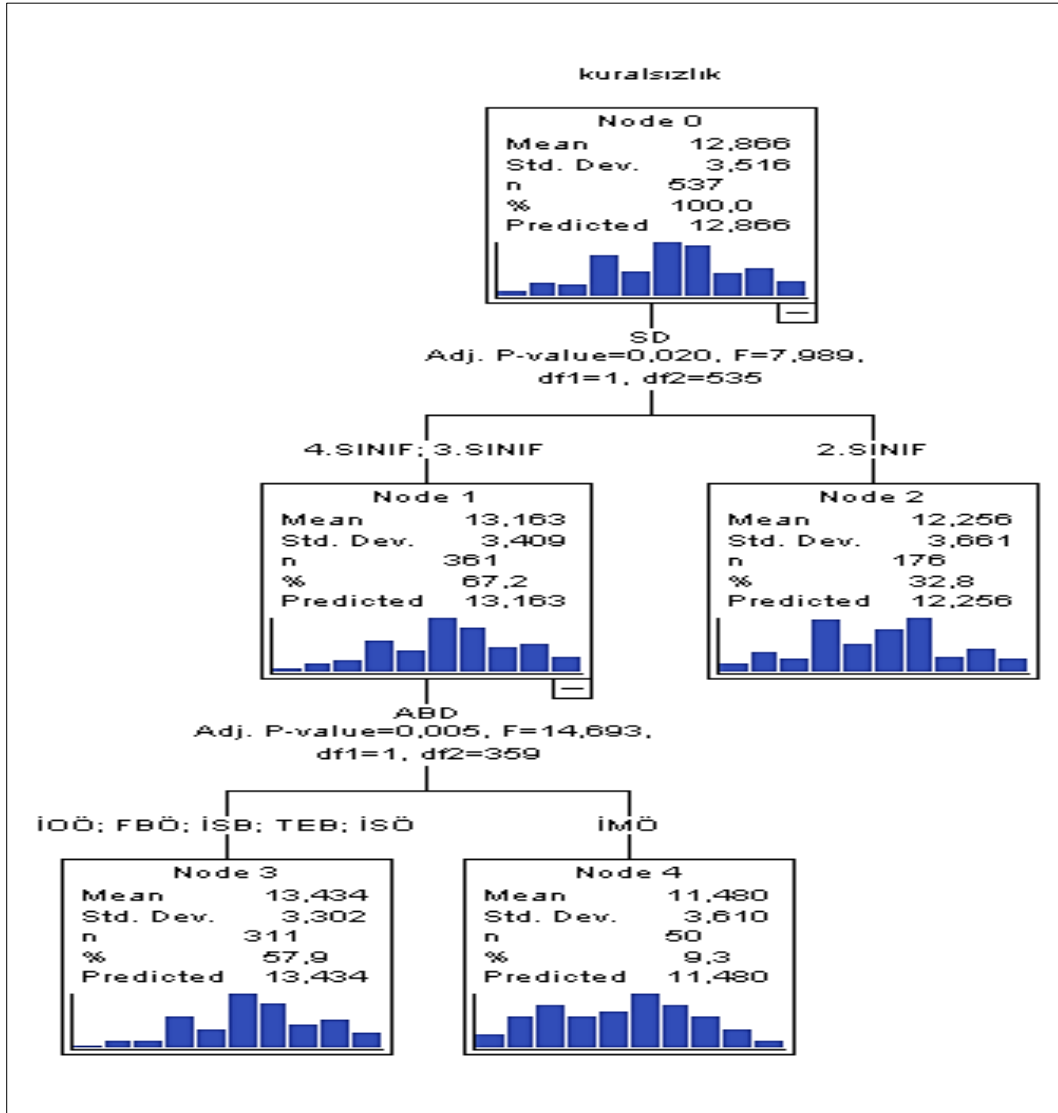 kuralsızlık
Node 0
Mean 12,866
Std. Dev. 3,516
n 537
% 100,0
Predicted 12,866
SD
Adj. P-value=0,020, F=7,989,
df1=1, df2=535
4.SINIF; 3.SINIF
2.SINIF
Node 1
Mean 13,163
Std. Dev. 3,409
n 361
% 67,2
Predicted 13,163
Node 2
Mean 12,256
Std. Dev. 3,661
n 176
% 32,8
Predicted 12,256
ABD
Adj. P-value=0,005, F=14,693,
df1=1, df2=359
İOÖ; FBÖ; İSB; TEB; İSÖ
İMÖ
Node 3
Mean 13,434
Std. Dev. 3,302
n 311
% 57,9
Predicted 13,434
Node 4
Mean 11,480
Std. Dev. 3,610
n 50
% 9,3
Predicted 11,480